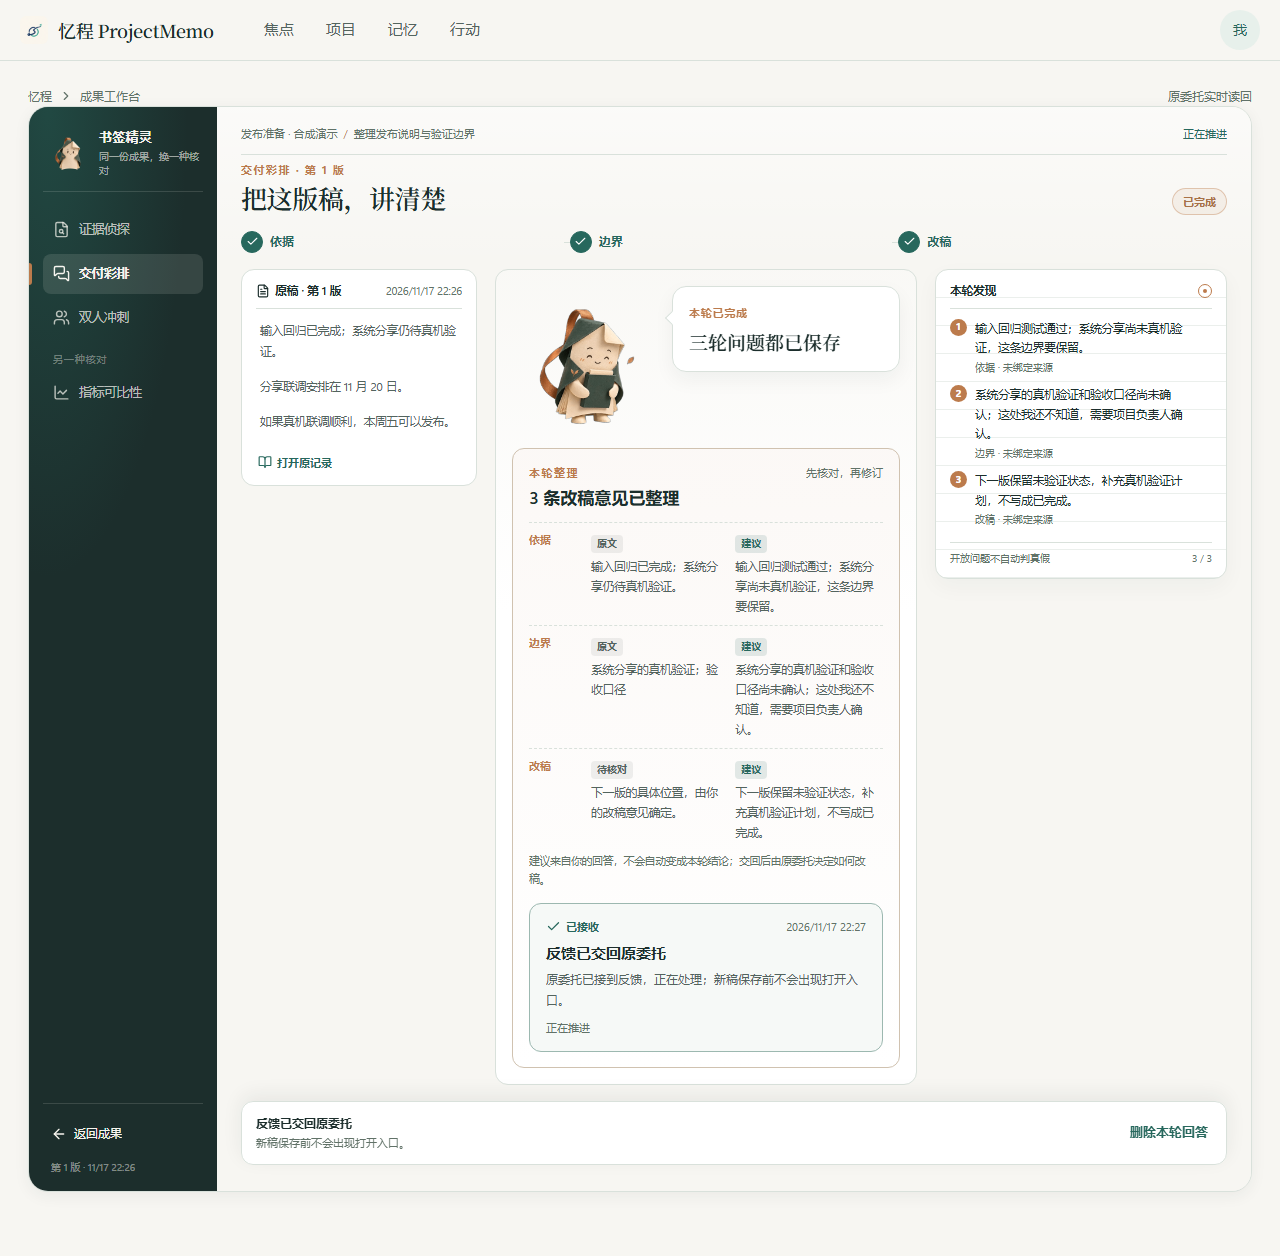 忆程 ProjectMemo
焦点
项目
记忆
行动
我
忆程 > 成果工作台
原委托实时读回
书签精灵
同一份成果，换一种核
对
证据侦探
交付彩排
双人冲刺
另一种核对
指标可比性
返回成果
第 1 版 · 11/17 22:26
发布准备 · 合成演示 / 整理发布说明与验证边界
正在推进
交付彩排 · 第 1 版
把这版稿，讲清楚
已完成
依据
边界
改稿
原稿 · 第 1 版
2026/11/17 22:26
输入回归已完成；系统分享仍待真机验
证。
分享联调安排在 11 月 20 日。
如果真机联调顺利，本周五可以发布。
打开原记录
本轮已完成
三轮问题都已保存
本轮整理
先核对，再修订
3 条改稿意见已整理
依据
原文
输入回归已完成；系统分
享仍待真机验证。
建议
输入回归测试通过；系统分
享尚未真机验证，这条边界
要保留。
边界
原文
系统分享的真机验证；验
收口径
建议
系统分享的真机验证和验收
口径尚未确认；这处我还不
知道，需要项目负责人确
认。
改稿
待核对
下一版的具体位置，由你
的改稿意见确定。
建议
下一版保留未验证状态，补
充真机验证计划，不写成已
完成。
建议来自你的回答，不会自动变成本轮结论；交回后由原委托决定如何改
稿。
已接收
2026/11/17 22:27
反馈已交回原委托
原委托已接到反馈，正在处理；新稿保存前不会出现打开入
口。
正在推进
本轮发现
1
输入回归测试通过；系统分享尚未真机验
证，这条边界要保留。
依据 · 未绑定来源
2
系统分享的真机验证和验收口径尚未确
认；这处我还不知道，需要项目负责人确
认。
边界 · 未绑定来源
3
下一版保留未验证状态，补充真机验证计
划，不写成已完成。
改稿 · 未绑定来源
开放问题不自动判真假
3 / 3
反馈已交回原委托
新稿保存前不会出现打开入口。
删除本轮回答